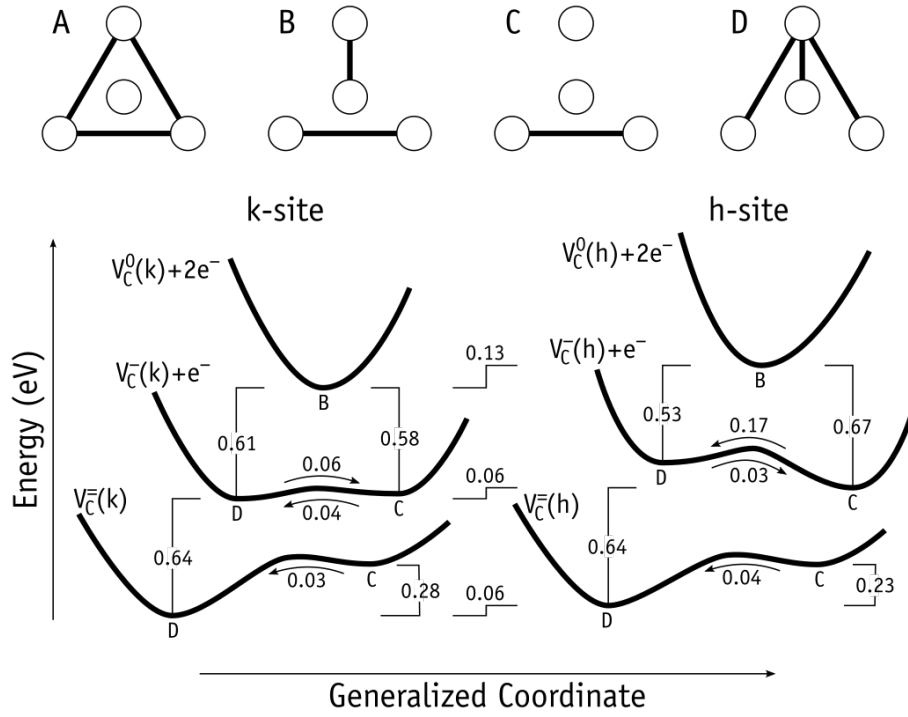 A B C D
k-site h-site
V_C^0(k)+2e⁻ V_C^0(h)+2e⁻
V_C^-(k)+e⁻ 0.13 V_C^-(h)+e⁻
B B
0.61 0.58 0.53 0.67
0.06 0.17
0.04 0.03
D C 0.06 D C
V_C^=(k) V_C^=(h)
0.64 0.64
0.03 0.04
C C
0.28 0.06 0.23
D D
Energy (eV)
Generalized Coordinate